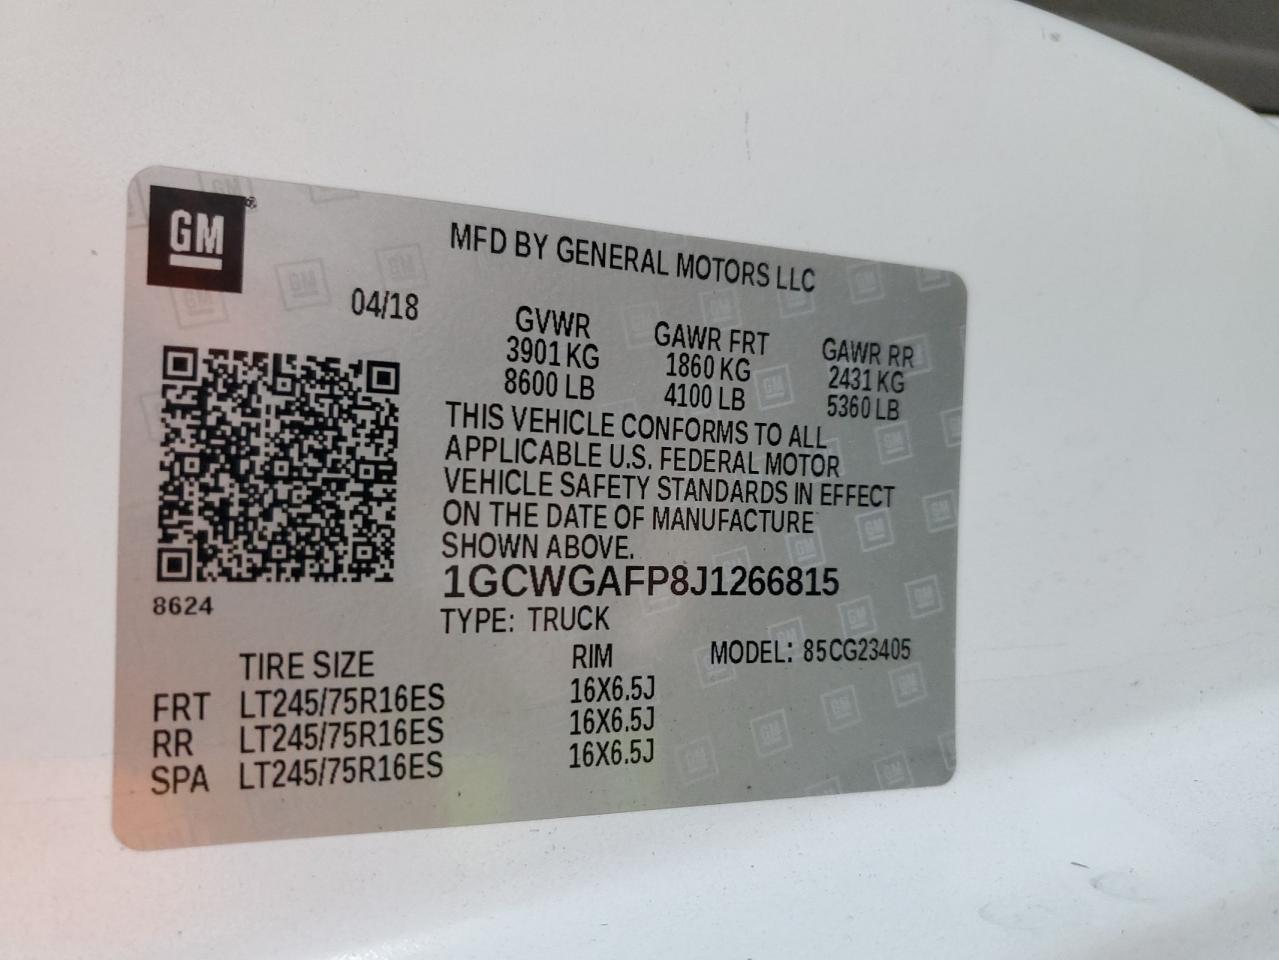 GM
MFD BY GENERAL MOTORS LLC
04/18
GVWR GAWR FRT GAWR RR
3901 KG 1860 KG 2431 KG
8600 LB 4100 LB 5360 LB
THIS VEHICLE CONFORMS TO ALL
APPLICABLE U.S. FEDERAL MOTOR
VEHICLE SAFETY STANDARDS IN EFFECT
ON THE DATE OF MANUFACTURE
SHOWN ABOVE.
1GCWGAFP8J1266815
8624
TYPE: TRUCK
MODEL: 85CG23405
TIRE SIZE RIM
FRT LT245/75R16ES 16X6.5J
RR LT245/75R16ES 16X6.5J
SPA LT245/75R16ES 16X6.5J